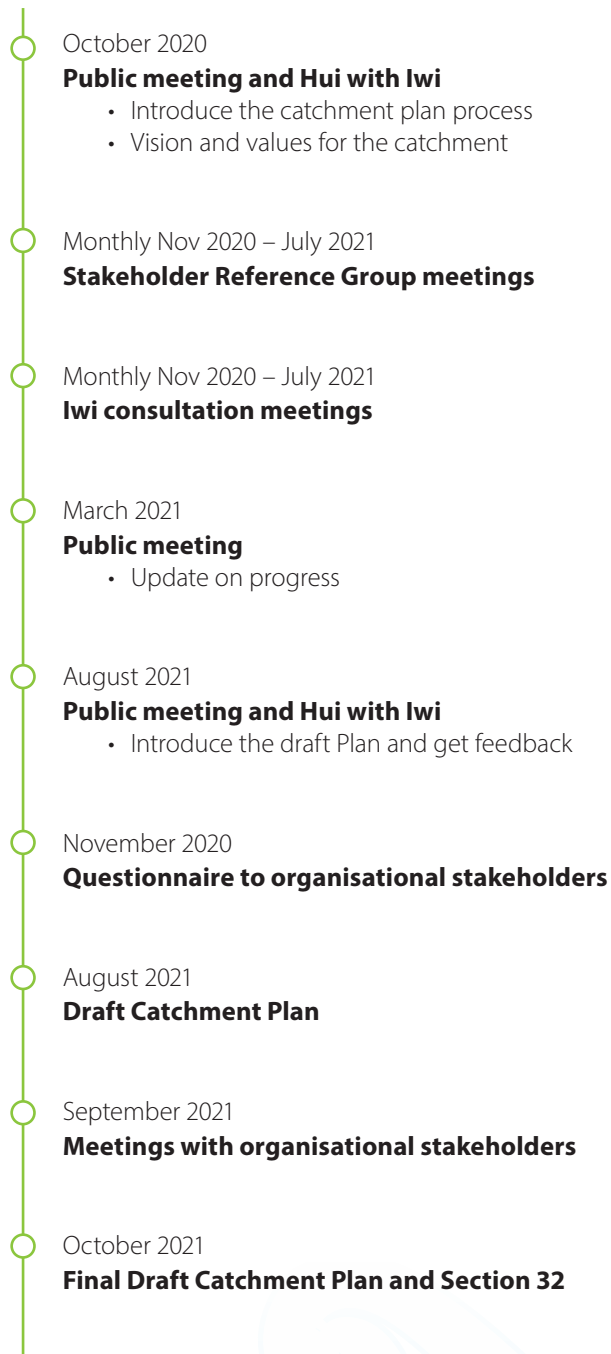 October 2020
Public meeting and Hui with Iwi
• Introduce the catchment plan process
• Vision and values for the catchment
Monthly Nov 2020 – July 2021
Stakeholder Reference Group meetings
Monthly Nov 2020 – July 2021
Iwi consultation meetings
March 2021
Public meeting
• Update on progress
August 2021
Public meeting and Hui with Iwi
• Introduce the draft Plan and get feedback
November 2020
Questionnaire to organisational stakeholders
August 2021
Draft Catchment Plan
September 2021
Meetings with organisational stakeholders
October 2021
Final Draft Catchment Plan and Section 32